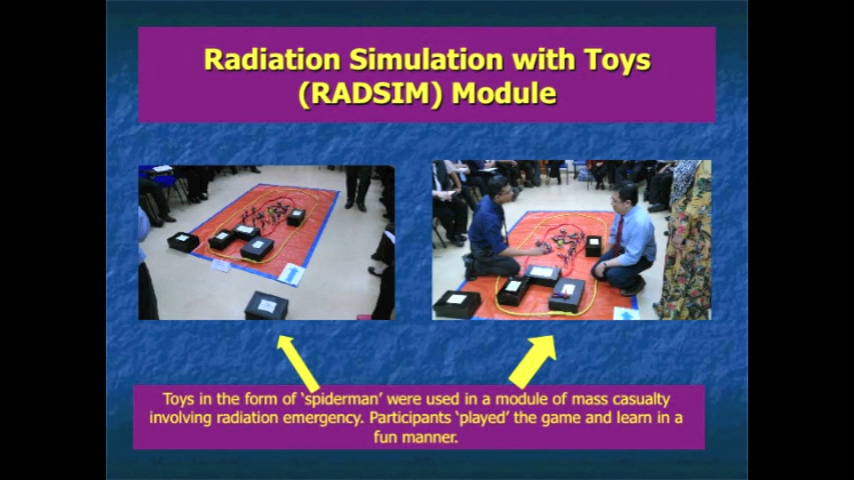 Radiation Simulation with Toys
(RADSIM) Module
Toys in the form of ‘spiderman’ were used in a module of mass casualty
involving radiation emergency. Participants ‘played’ the game and learn in a
fun manner.